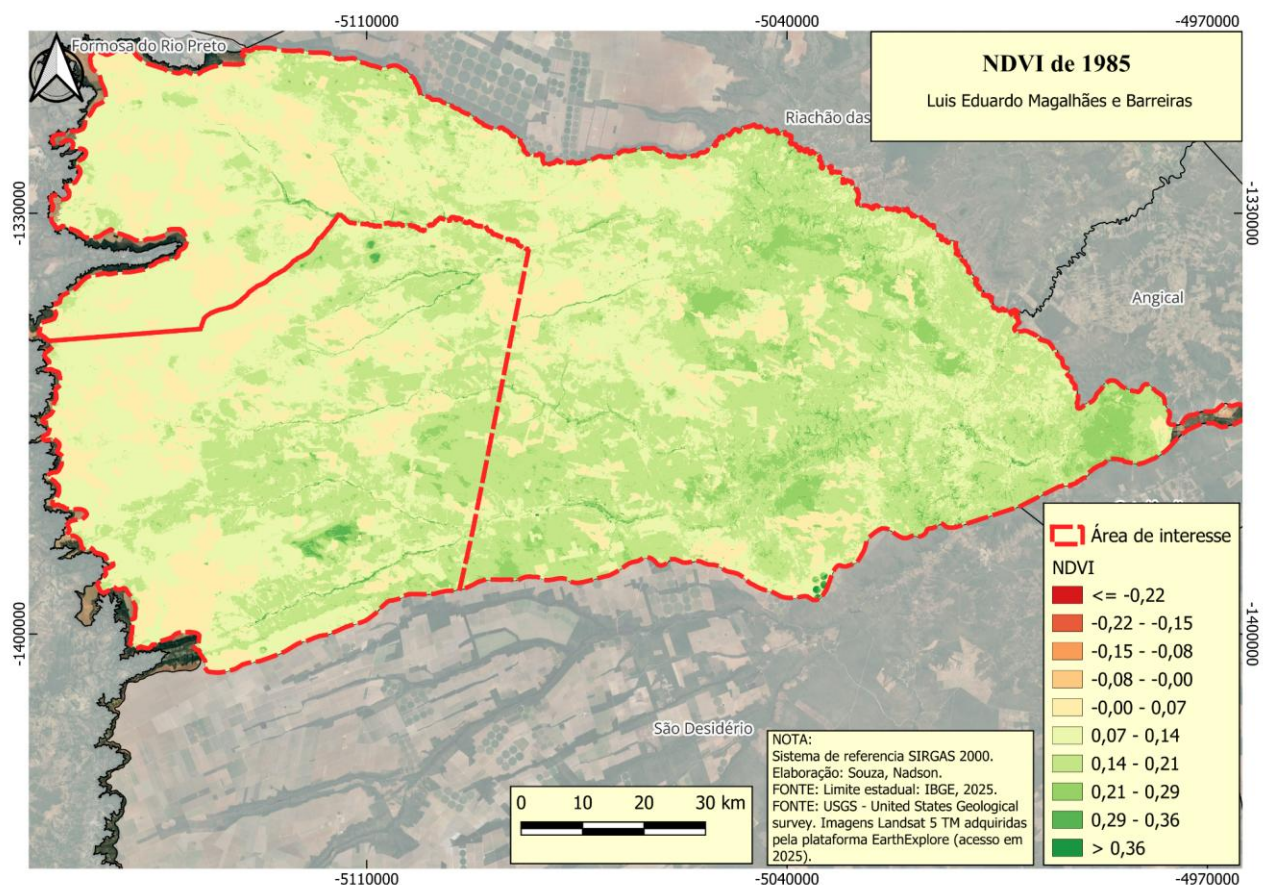 -5110000
-5040000
-4970000
Formosa do Rio Preto
NDVI de 1985
Luis Eduardo Magalhães e Barreiras
Riachão das
-1330000
-1330000
Angical
Área de interesse
NDVI
<= -0,22
-0,22 - -0,15
-0,15 - -0,08
-0,08 - -0,00
-0,00 - 0,07
0,07 - 0,14
0,14 - 0,21
0,21 - 0,29
0,29 - 0,36
> 0,36
-1400000
-1400000
São Desidério
NOTA:
Sistema de referencia SIRGAS 2000.
Elaboração: Souza, Nadson.
FONTE: Limite estadual: IBGE, 2025.
FONTE: USGS - United States Geological
survey. Imagens Landsat 5 TM adquiridas
pela plataforma EarthExplore (acesso em
2025).
0 10 20 30 km
-5110000
-5040000
-4970000